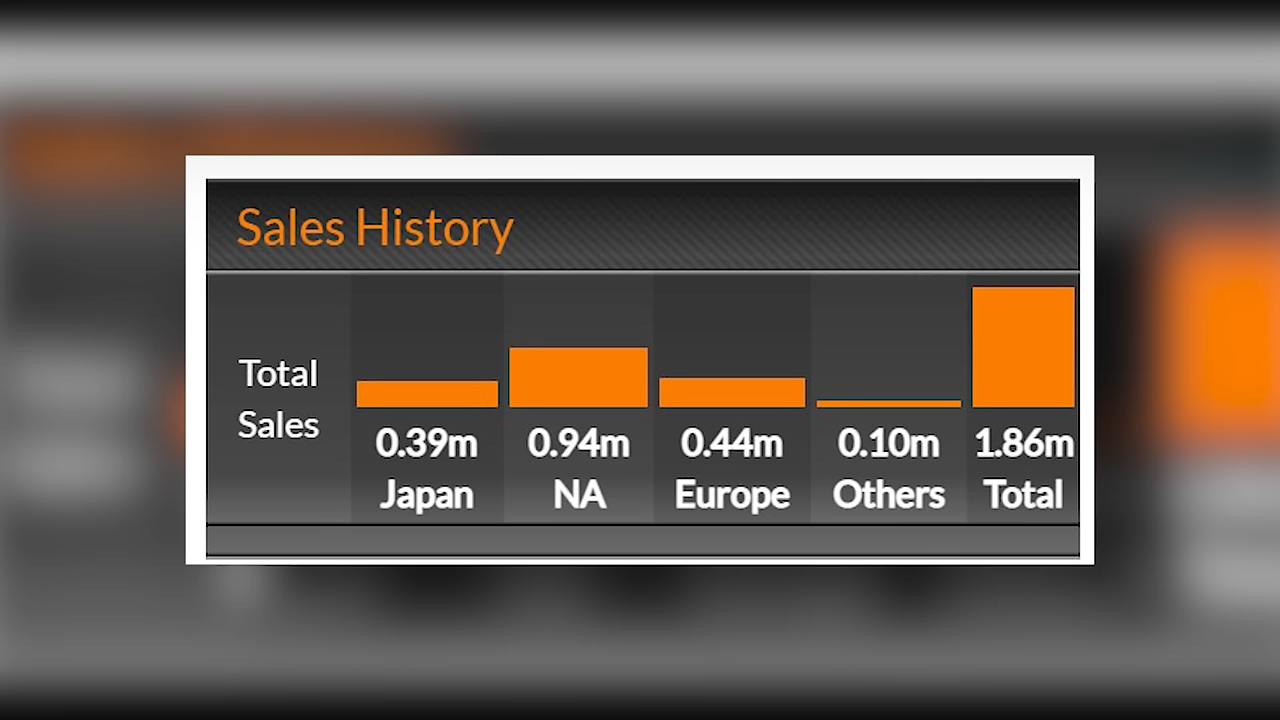 Sales History
Total
Sales
0.39m 0.94m 0.44m 0.10m 1.86m
Japan NA Europe Others Total